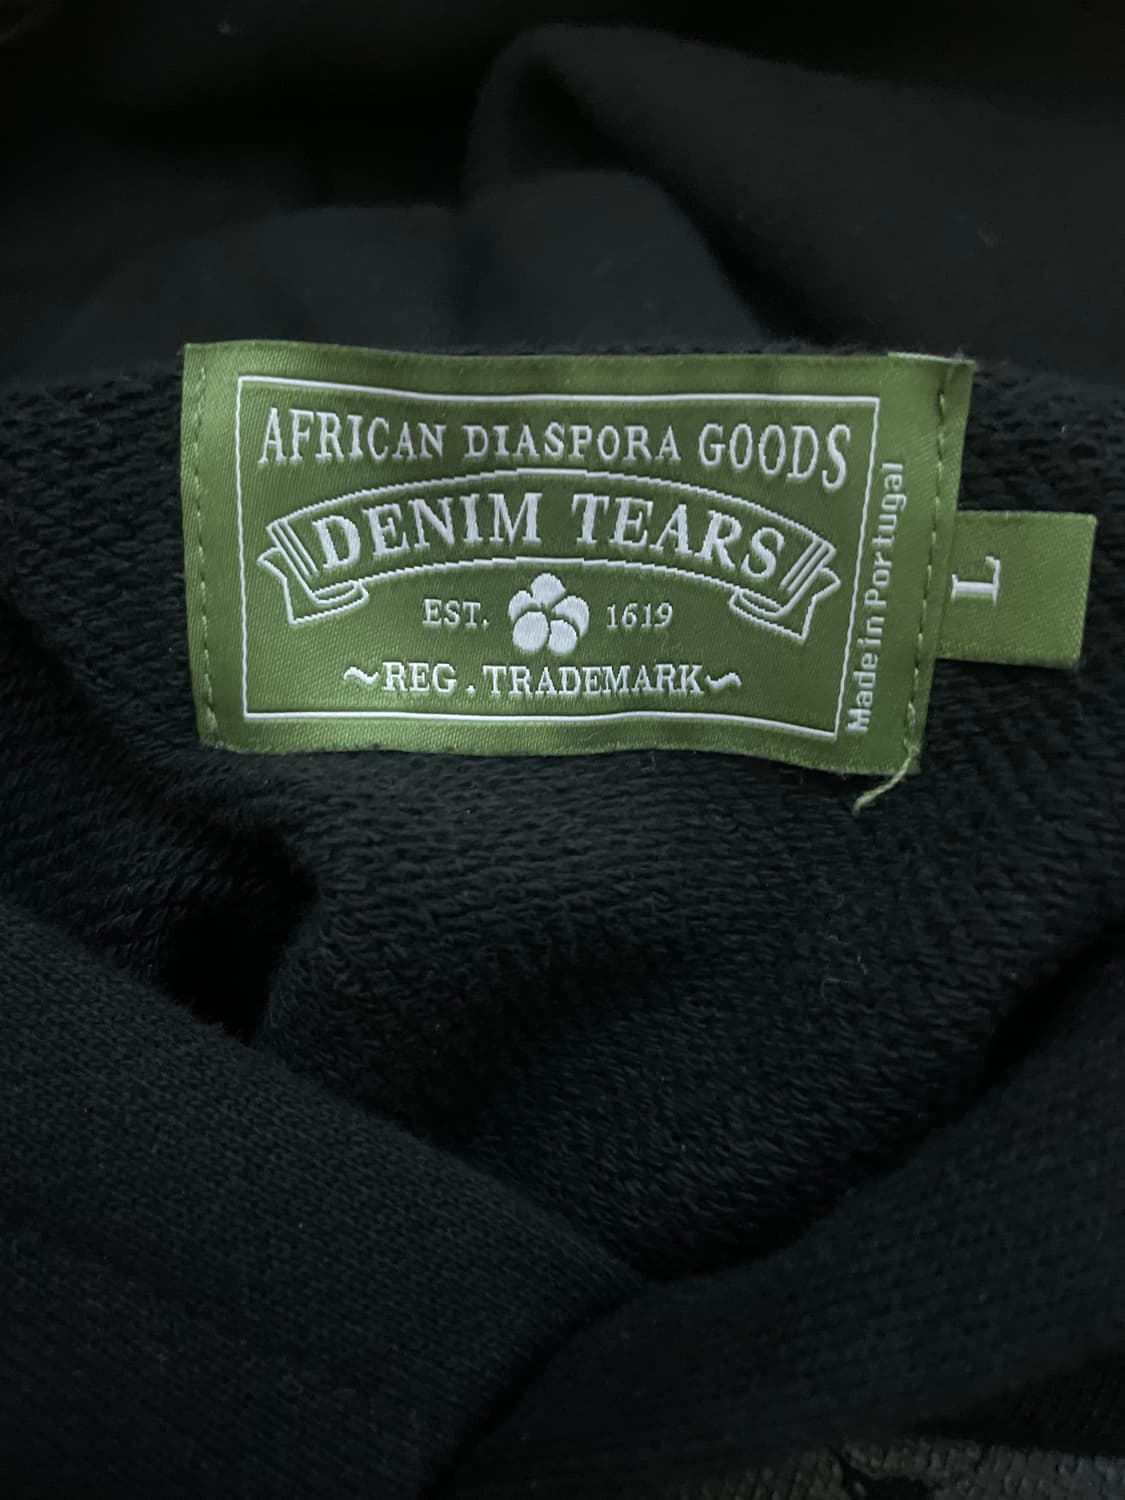 AFRICAN DIASPORA GOODS
DENIM TEARS
EST. 1619
~REG. TRADEMARK~
Made in Portugal
L